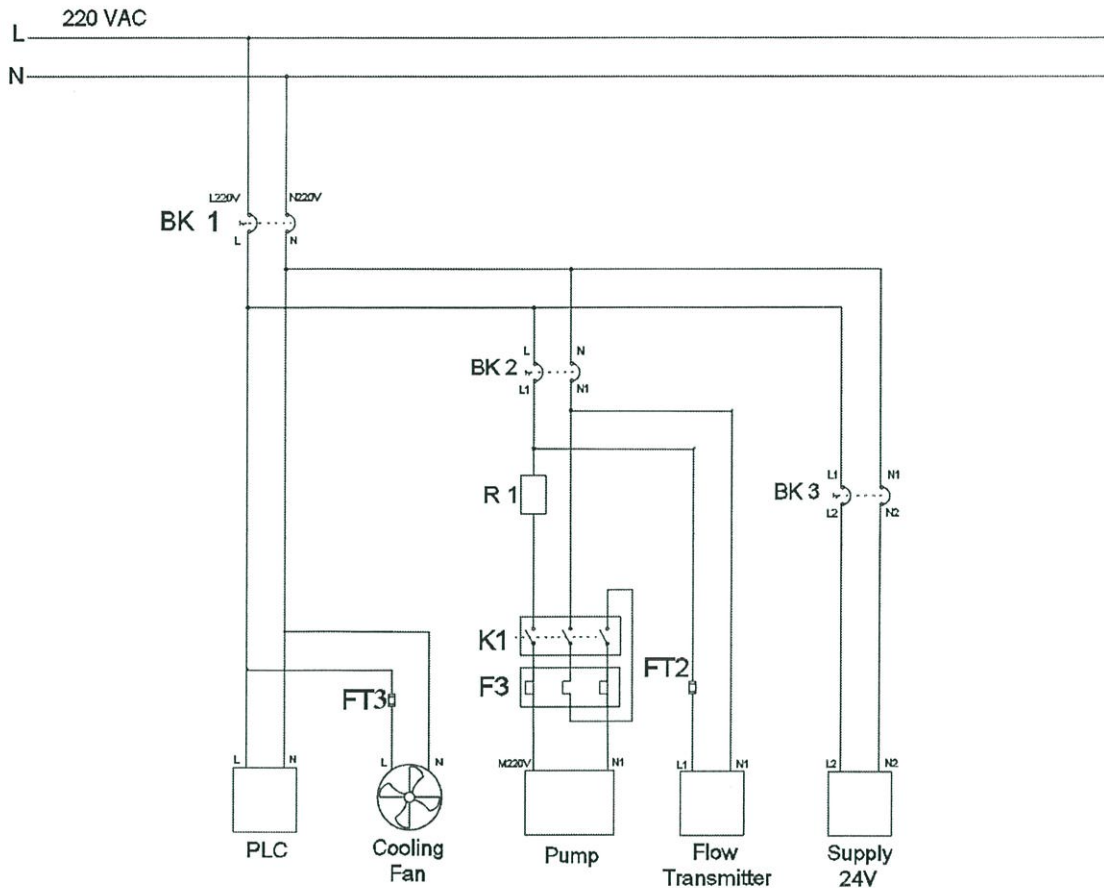 220 VAC
L
N
L220V N220V
BK 1
L N
L N
BK 2
L1 N1
R 1
L1 N1
BK 3
L2 N2
K1
F3
FT2
FT3
L N
L N
M220V N1
L1 N1
L2 N2
PLC
Cooling
Fan
Pump
Flow
Transmitter
Supply
24V